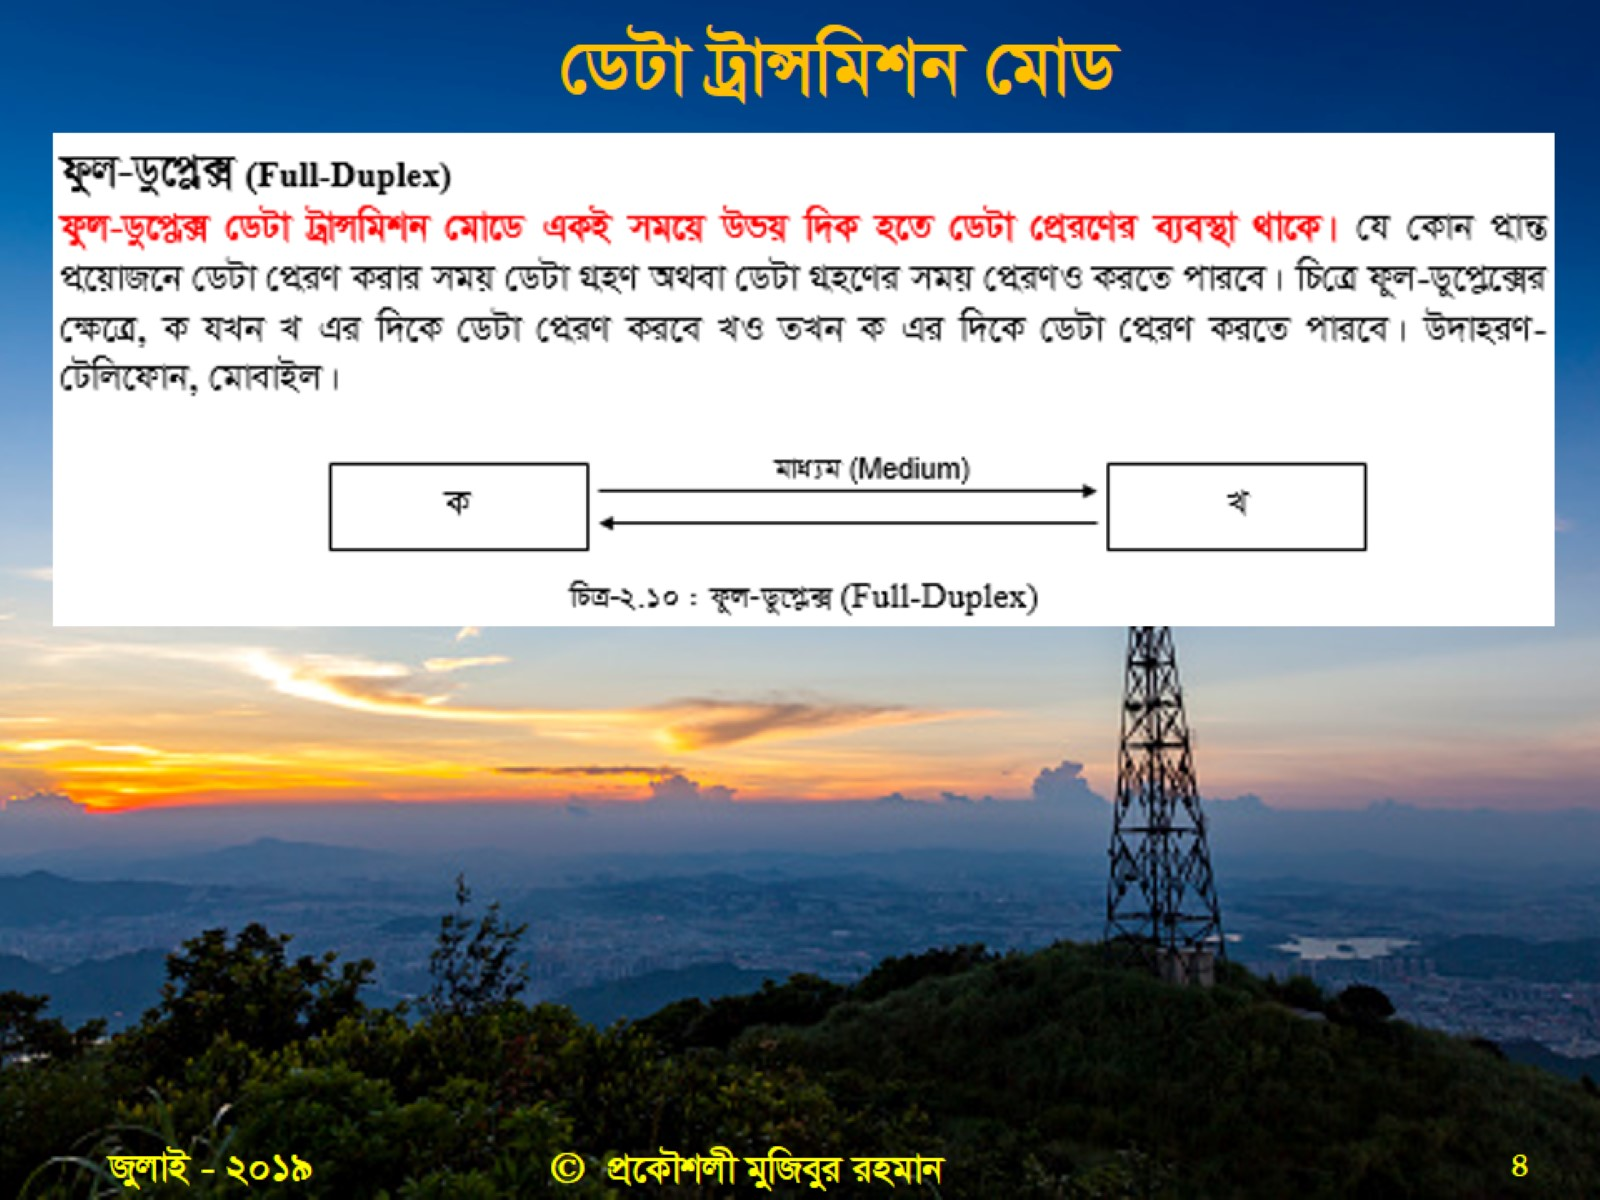 ডেটা ট্রান্সমিশন মোড
ফুল-ডুপ্লেক্স (Full-Duplex)
ফুল-ডুপ্লেক্স ডেটা ট্রান্সমিশন মোডে একই সময়ে উভয় দিক হতে ডেটা প্রেরণের ব্যবস্থা থাকে। যে কোন প্রান্ত
প্রয়োজনে ডেটা প্রেরণ করার সময় ডেটা গ্রহণ অথবা ডেটা গ্রহণের সময় প্রেরণও করতে পারবে। চিত্রে ফুল-ডুপ্লেক্সের
ক্ষেত্রে, ক যখন খ এর দিকে ডেটা প্রেরণ করবে খও তখন ক এর দিকে ডেটা প্রেরণ করতে পারবে। উদাহরণ-
টেলিফোন, মোবাইল।
মাধ্যম (Medium)
ক
খ
চিত্র-২.১০ : ফুল-ডুপ্লেক্স (Full-Duplex)
জুলাই - ২০১৯
© প্রকৌশলী মুজিবুর রহমান
8